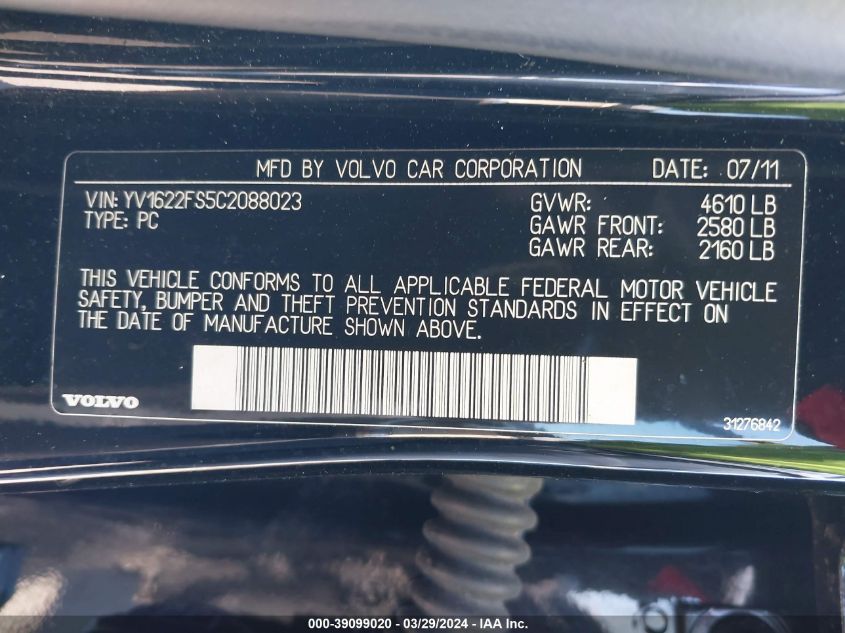 MFD BY VOLVO CAR CORPORATION DATE: 07/11
VIN: YV1622FS5C2088023 GVWR: 4610 LB
TYPE: PC GAWR FRONT: 2580 LB
GAWR REAR: 2160 LB
THIS VEHICLE CONFORMS TO ALL APPLICABLE FEDERAL MOTOR VEHICLE
SAFETY, BUMPER AND THEFT PREVENTION STANDARDS IN EFFECT ON
THE DATE OF MANUFACTURE SHOWN ABOVE.
VOLVO
31276842
000-39099020 - 03/29/2024 - IAA Inc.